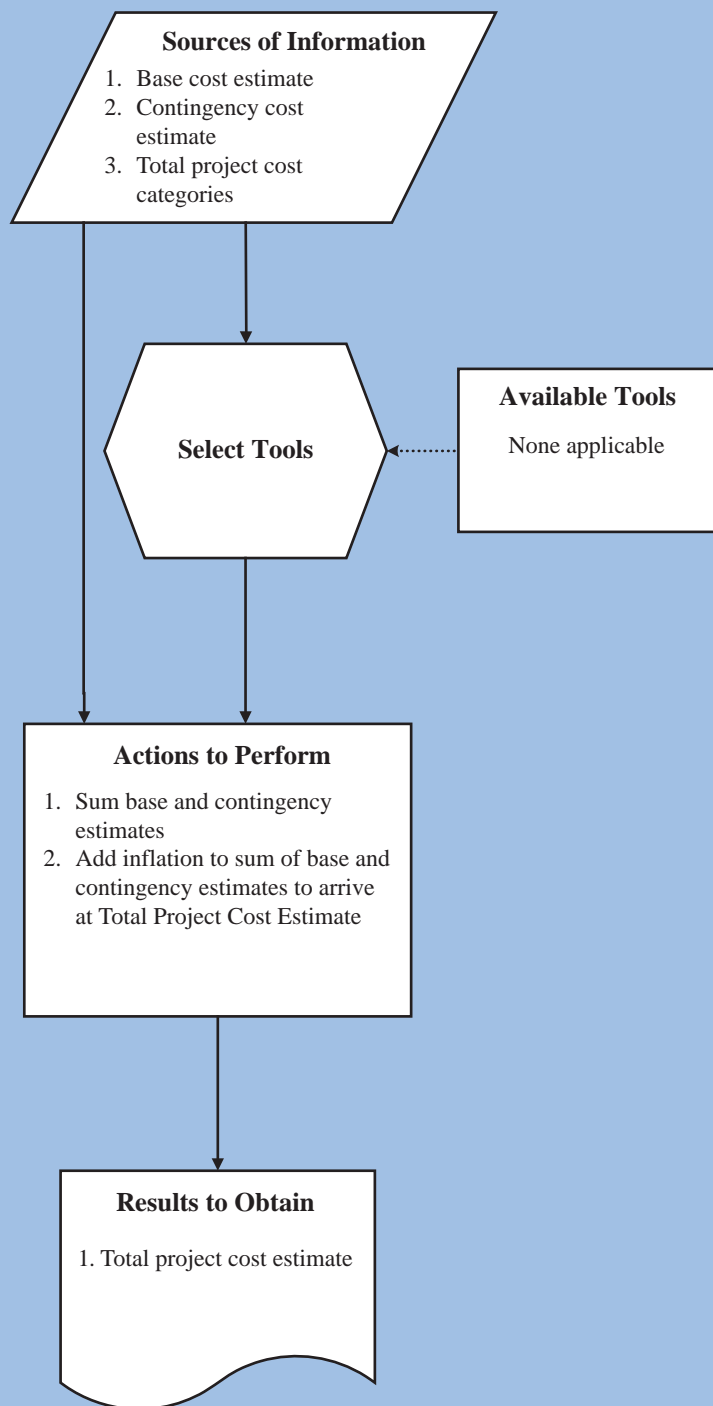 Sources of Information
1. Base cost estimate
2. Contingency cost
estimate
3. Total project cost
categories
Select Tools
Available Tools
None applicable
Actions to Perform
1. Sum base and contingency
estimates
2. Add inflation to sum of base and
contingency estimates to arrive
at Total Project Cost Estimate
Results to Obtain
1. Total project cost estimate